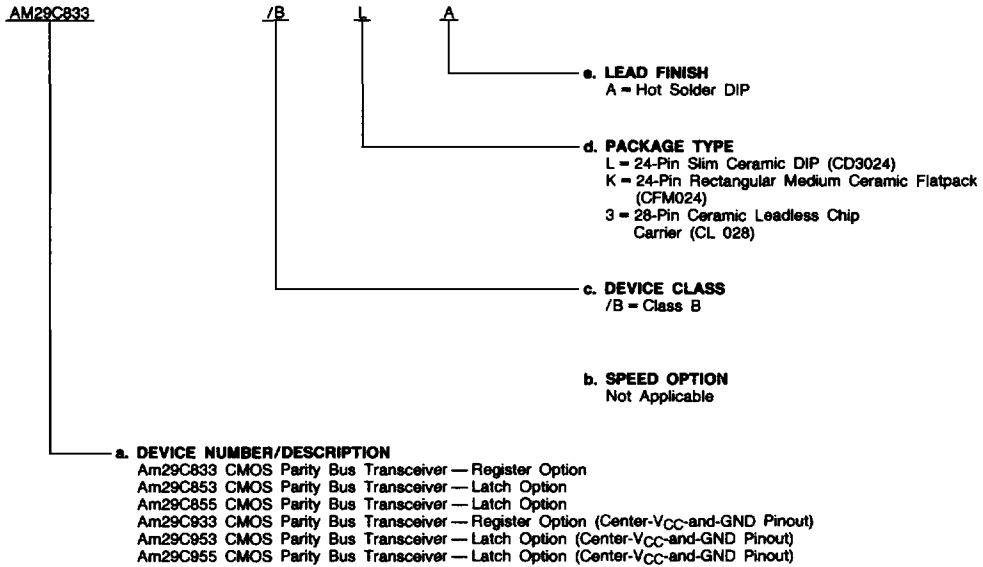 AM29C833 /B L A
e. LEAD FINISH
A = Hot Solder DIP
d. PACKAGE TYPE
L = 24-Pin Slim Ceramic DIP (CD3024)
K = 24-Pin Rectangular Medium Ceramic Flatpack
(CFM024)
3 = 28-Pin Ceramic Leadless Chip
Carrier (CL 028)
c. DEVICE CLASS
/B = Class B
b. SPEED OPTION
Not Applicable
a. DEVICE NUMBER/DESCRIPTION
Am29C833 CMOS Parity Bus Transceiver — Register Option
Am29C853 CMOS Parity Bus Transceiver — Latch Option
Am29C855 CMOS Parity Bus Transceiver — Latch Option
Am29C933 CMOS Parity Bus Transceiver — Register Option (Center-VCC-and-GND Pinout)
Am29C953 CMOS Parity Bus Transceiver — Latch Option (Center-VCC-and-GND Pinout)
Am29C955 CMOS Parity Bus Transceiver — Latch Option (Center-VCC-and-GND Pinout)